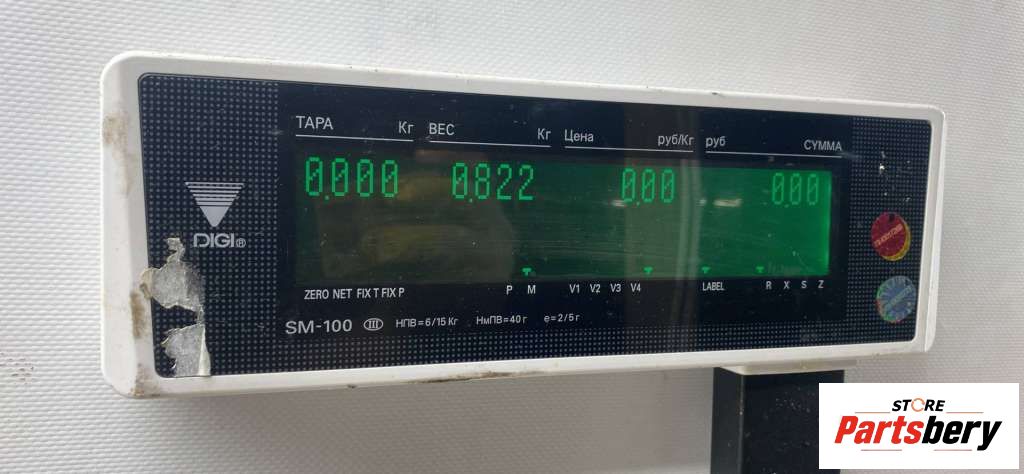 ТАРА Кг ВЕС Кг Цена руб/Кг руб СУММА
0.000 0.822 0.00 0.00
DIGI®
ZERO NET FIX T FIX P P M V1 V2 V3 V4 LABEL R X S Z
SM-100 III НПВ=6/15 Кг НмПВ=40 г e=2/5 г
STORE
Partsbery